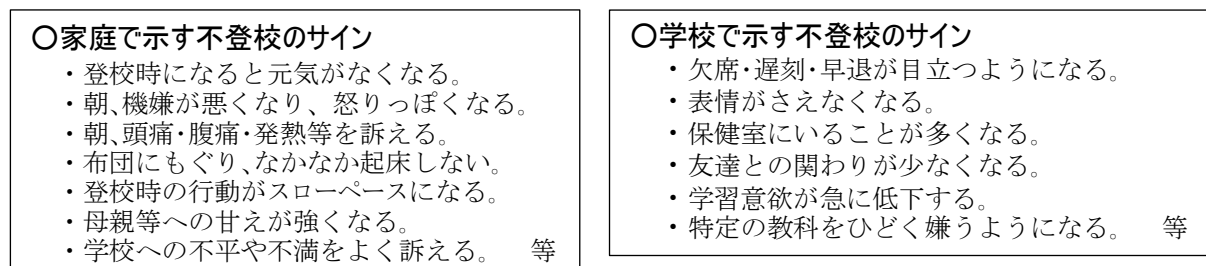 〇家庭で示す不登校のサイン
・登校時になると元気がなくなる。
・朝、機嫌が悪くなり、怒りっぽくなる。
・朝、頭痛・腹痛・発熱等を訴える。
・布団にもぐり、なかなか起床しない。
・登校時の行動がスローペースになる。
・母親等への甘えが強くなる。
・学校への不平や不満をよく訴える。　等
〇学校で示す不登校のサイン
・欠席・遅刻・早退が目立つようになる。
・表情がさえなくなる。
・保健室にいることが多くなる。
・友達との関わりが少なくなる。
・学習意欲が急に低下する。
・特定の教科をひどく嫌うようになる。　等